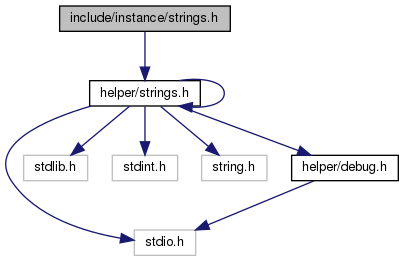 include/instance/strings.h
helper/strings.h
stdlib.h
stdint.h
string.h
helper/debug.h
stdio.h